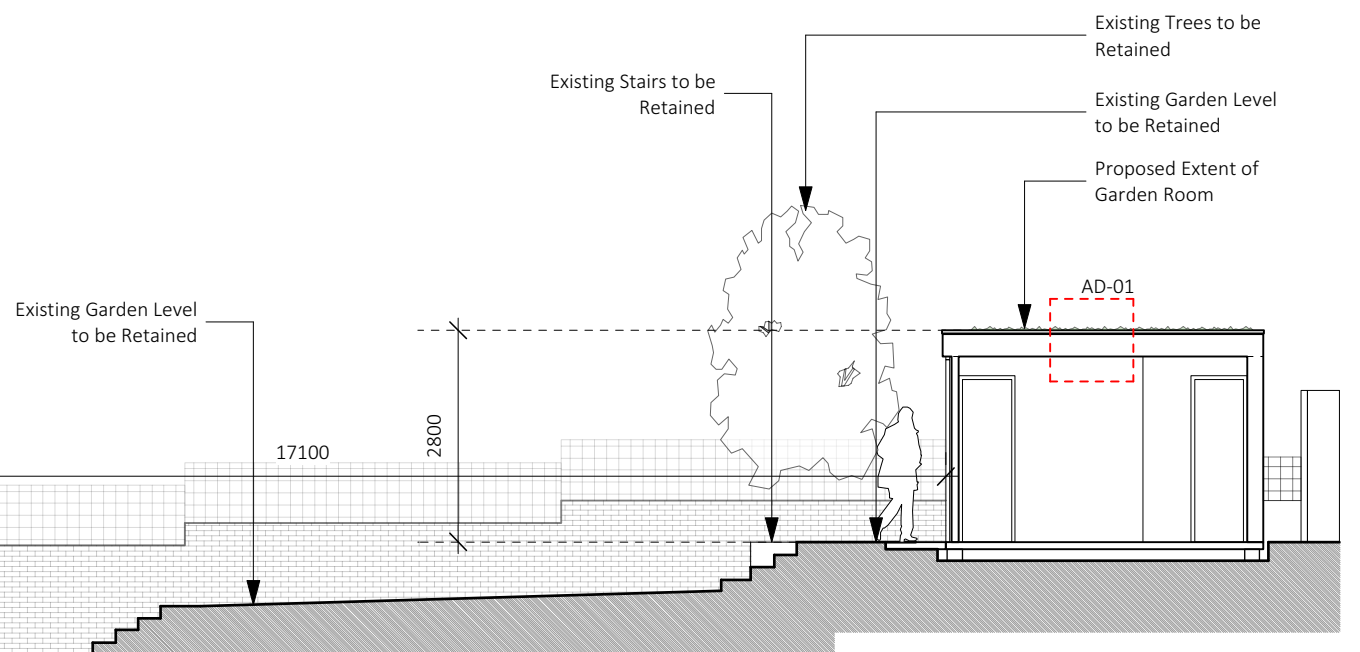 Existing Trees to be
Retained
Existing Stairs to be
Retained
Existing Garden Level
to be Retained
Proposed Extent of
Garden Room
AD-01
Existing Garden Level
to be Retained
2800
17100